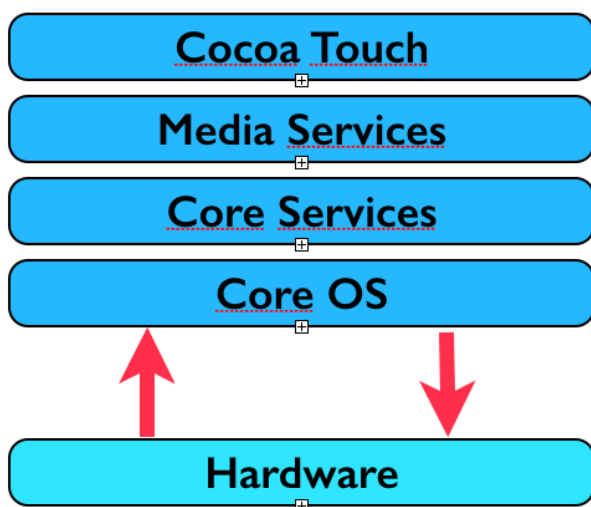 Cocoa Touch
Media Services
Core Services
Core OS
Hardware